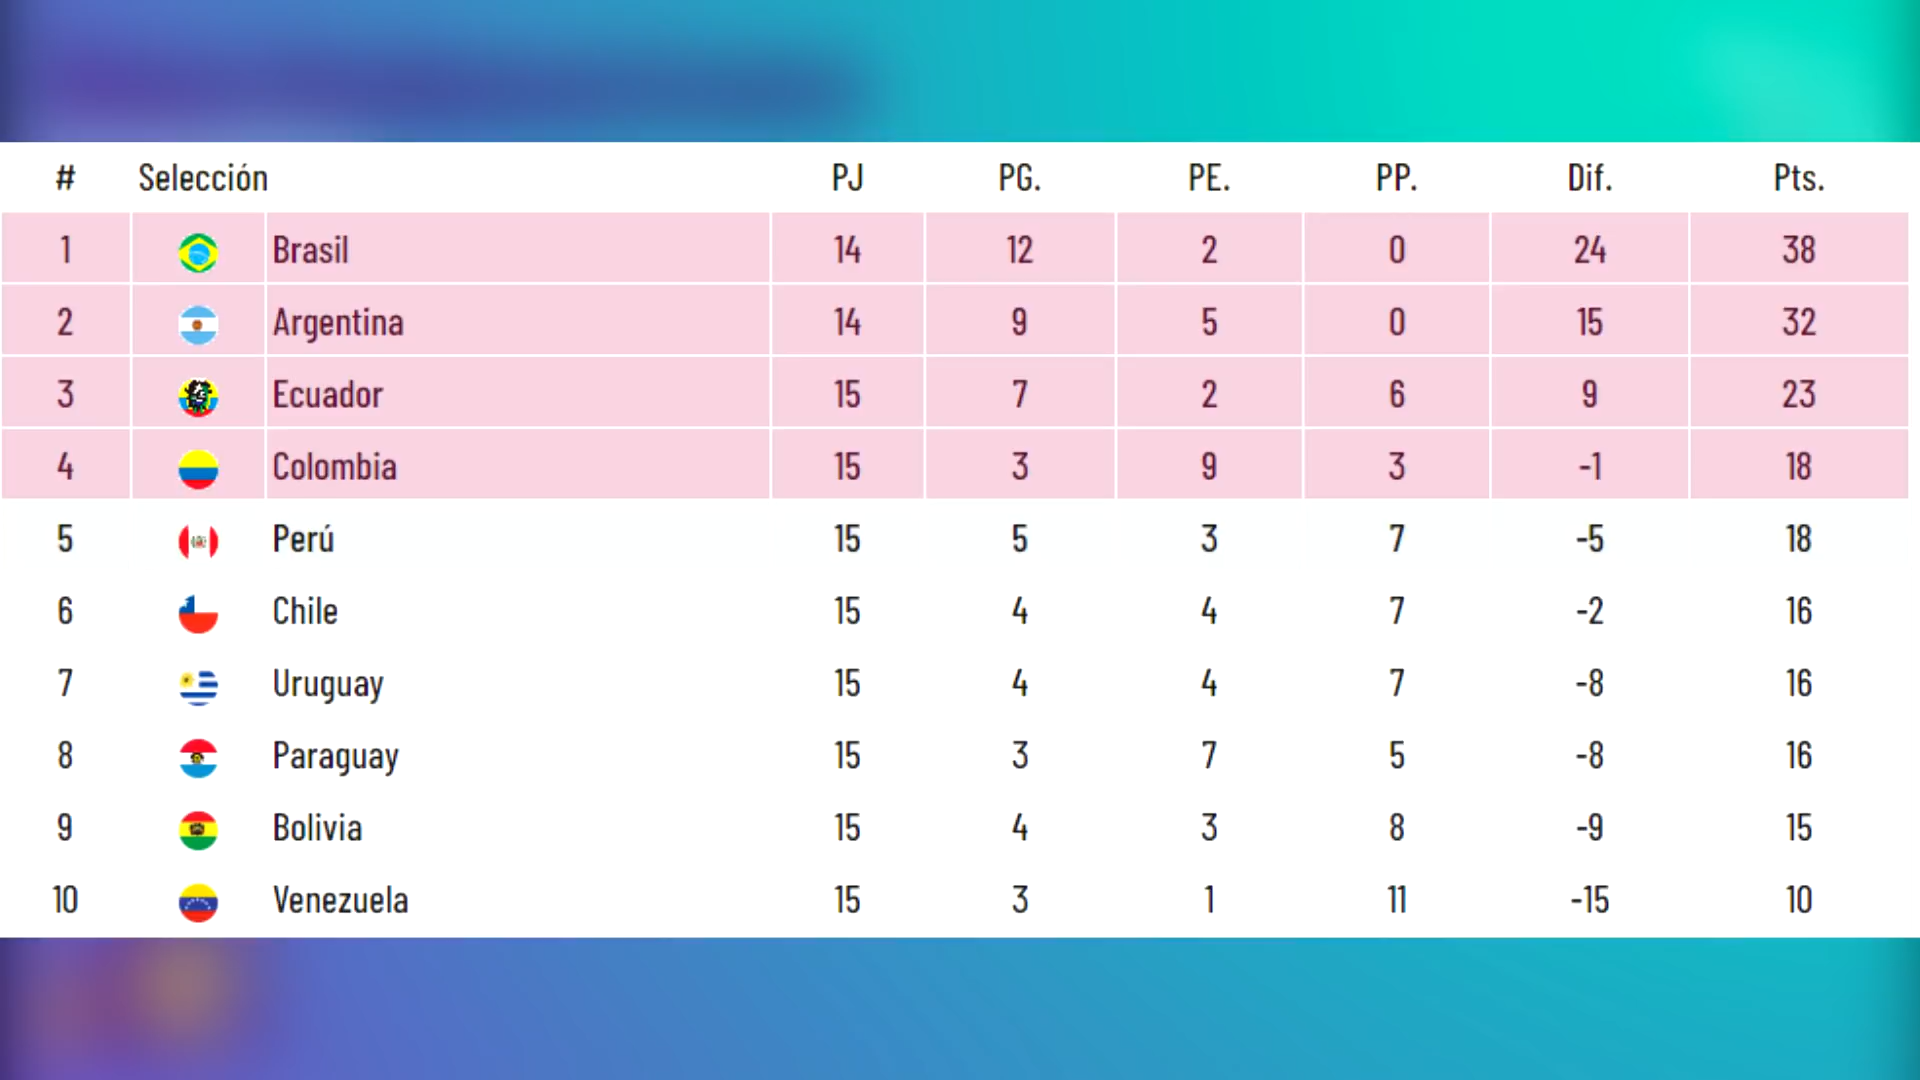 # Selección PJ PG. PE. PP. Dif. Pts.
1 Brasil 14 12 2 0 24 38
2 Argentina 14 9 5 0 15 32
3 Ecuador 15 7 2 6 9 23
4 Colombia 15 3 9 3 -1 18
5 Perú 15 5 3 7 -5 18
6 Chile 15 4 4 7 -2 16
7 Uruguay 15 4 4 7 -8 16
8 Paraguay 15 3 7 5 -8 16
9 Bolivia 15 4 3 8 -9 15
10 Venezuela 15 3 1 11 -15 10